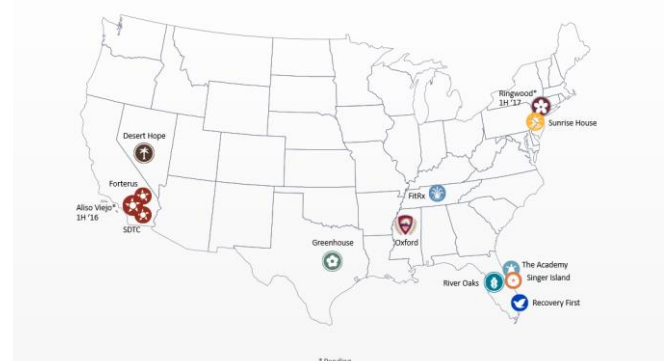 Ringwood*
1H '17
Sunrise House
Desert Hope
Forterus
FitRx
Aliso Viejo*
1H '16
SDTC
Oxford
Greenhouse
The Academy
Singer Island
River Oaks
Recovery First
* Pending